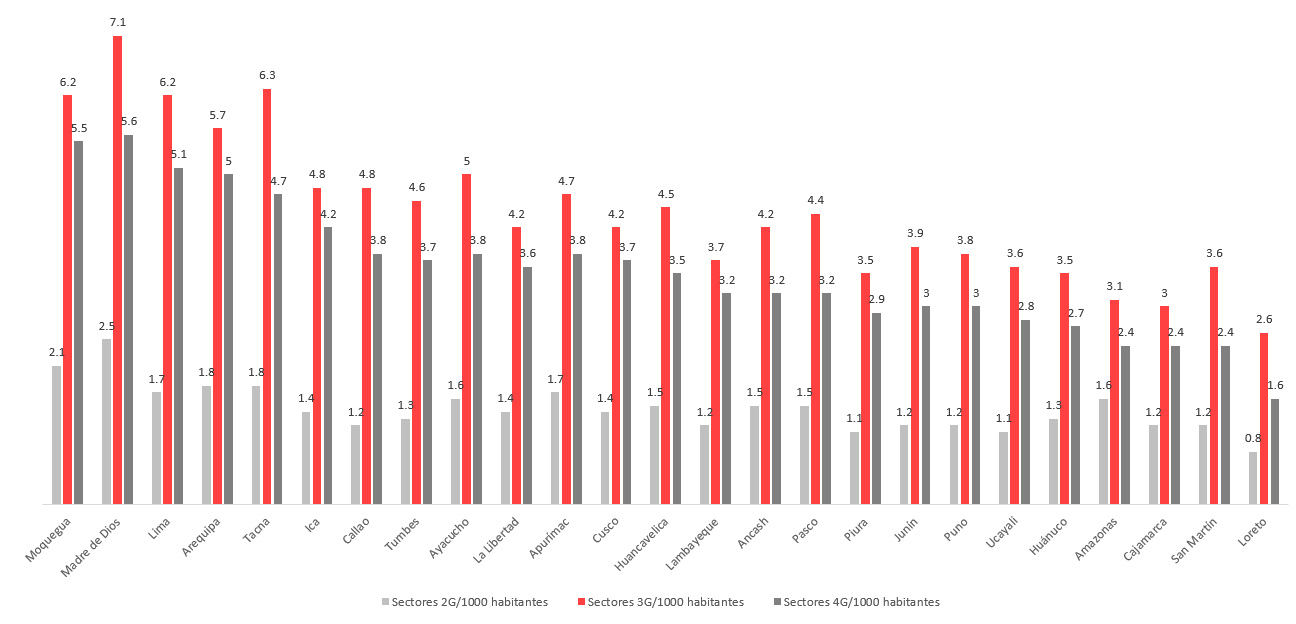 7.1
6.2 6.2 6.3
5.7
5.5 5.6
5.1 5 5
4.7 4.8 4.8 4.6 4.7 4.5 4.4
4.2 4.2 4.2 4.2
3.8 3.7 3.8 3.6 3.8 3.7 3.5 3.7 3.9 3.8 3.6 3.5 3.6
3.2 3.2 3.2 3.5 3.1
2.9 3 3 2.8 2.7 3
2.5 2.4 2.4 2.4 2.6
2.1
1.7 1.8 1.8 1.6 1.7 1.5 1.5 1.5 1.6 1.6
1.4 1.2 1.3 1.4 1.4 1.2 1.1 1.2 1.2 1.1 1.3 1.2 1.2
0.8
Moquegua
Madre de Dios
Lima
Arequipa
Tacna
Ica
Callao
Tumbes
Ayacucho
La Libertad
Apurímac
Cusco
Huancavelica
Lambayeque
Ancash
Pasco
Piura
Junín
Puno
Ucayali
Huánuco
Amazonas
Cajamarca
San Martín
Loreto
Sectores 2G/1000 habitantes Sectores 3G/1000 habitantes Sectores 4G/1000 habitantes